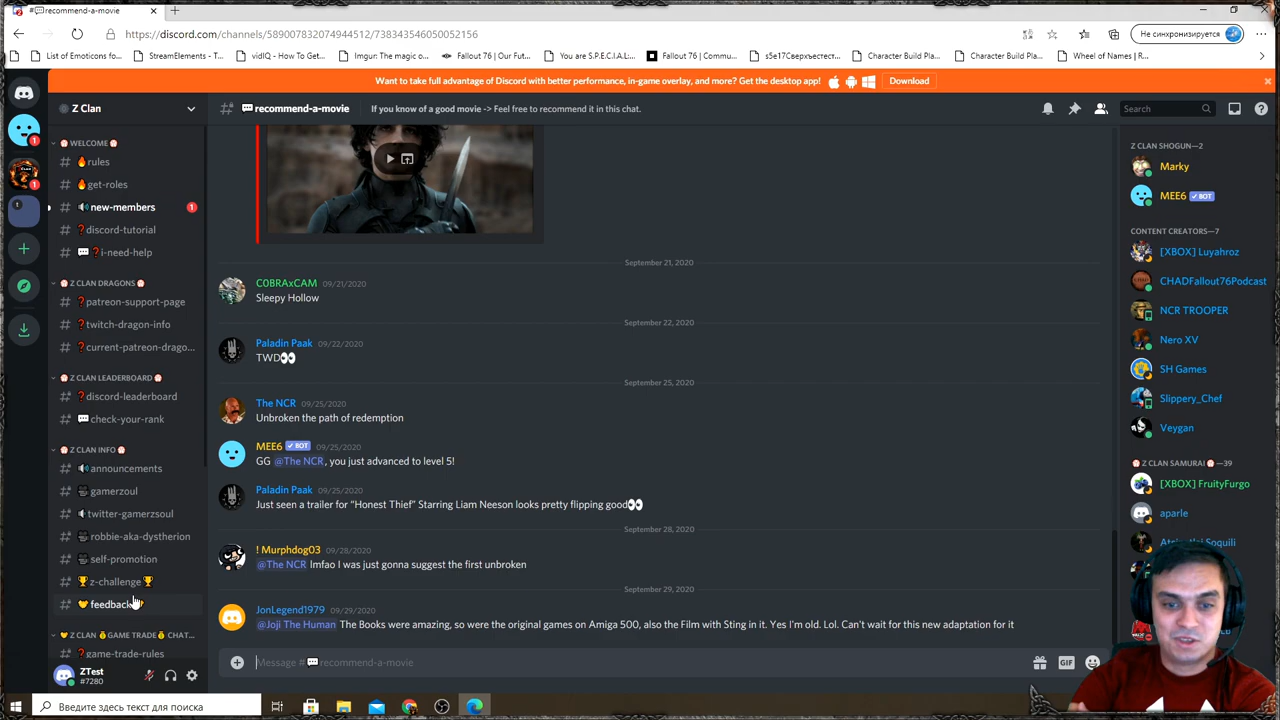 #💬recommend-a-movie
https://discord.com/channels/589007832074944512/738343546050052156
Не синхронизируется
List of Emoticons fo...
StreamElements - T...
vidIQ - How To Get...
Imgur: The magic o...
Fallout 76 | Our Fut...
You are S.P.E.C.I.A.L:...
Fallout 76 | Commu...
s5e17Сверхъестест...
Character Build Pla...
Character Build Pla...
Wheel of Names | R...
Want to take full advantage of Discord with better performance, in-game overlay, and more? Get the desktop app!
Download
Z Clan
💬recommend-a-movie
If you know of a good movie -> Feel free to recommend it in this chat.
Search
WELCOME
rules
get-roles
new-members
1
discord-tutorial
i-need-help
Z CLAN DRAGONS
patreon-support-page
twitch-dragon-info
current-patreon-drago...
Z CLAN LEADERBOARD
discord-leaderboard
check-your-rank
Z CLAN INFO
announcements
gamerzoul
twitter-gamerzsoul
robbie-aka-dystherion
self-promotion
z-challenge
feedback
Z CLAN 💰GAME TRADE💰 CHAT...
game-trade-rules
ZTest
#7280
1
1
September 21, 2020
C0BRAxCAM 09/21/2020
Sleepy Hollow
September 22, 2020
Paladin Paak 09/22/2020
TWD👀
September 25, 2020
The NCR 09/25/2020
Unbroken the path of redemption
MEE6 ✓BOT 09/25/2020
GG @The NCR, you just advanced to level 5!
Paladin Paak 09/25/2020
Just seen a trailer for "Honest Thief" Starring Liam Neeson looks pretty flipping good👀
September 28, 2020
! Murphdog03 09/28/2020
@The NCR lmfao I was just gonna suggest the first unbroken
September 29, 2020
JonLegend1979 09/29/2020
@Joji The Human The Books were amazing, so were the original games on Amiga 500, also the Film with Sting in it. Yes I'm old. Lol. Can't wait for this new adaptation for it
Message #💬recommend-a-movie
GIF
Z CLAN SHOGUN—2
Marky
MEE6 ✓BOT
CONTENT CREATORS—7
[XBOX] Luyahroz
CHADFallout76Podcast
NCR TROOPER
Nero XV
SH Games
Slippery_Chef
Veygan
Z CLAN SAMURAI—39
[XBOX] FruityFurgo
aparle
Soquili
Введите здесь текст для поиска